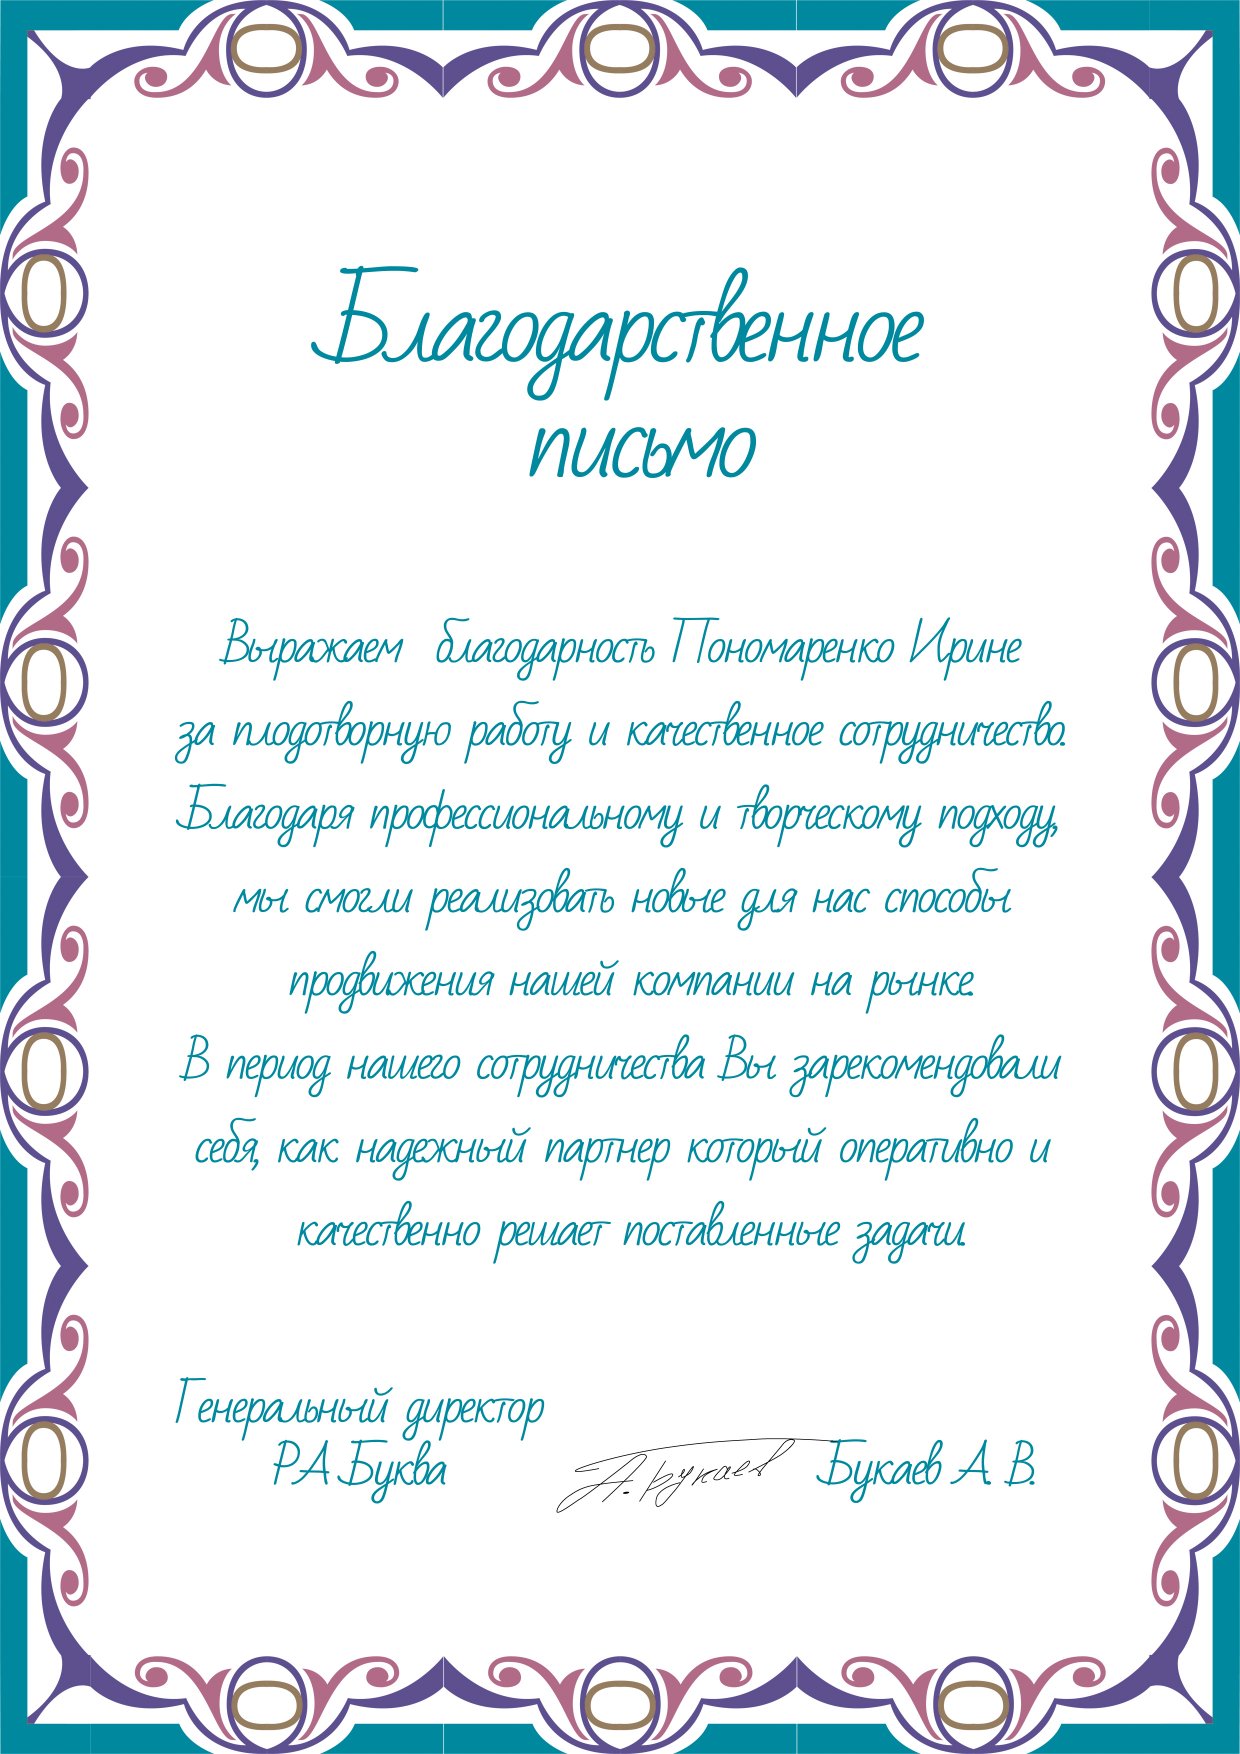 Благодарственное
письмо
Выражаем благодарность Пономаренко Ирине
за плодотворную работу и качественное сотрудничество.
Благодаря профессиональному и творческому подходу,
мы смогли реализовать новые для нас способы
продвижения нашей компании на рынке.
В период нашего сотрудничества Вы зарекомендовали
себя, как надежный партнер который оперативно и
качественно решает поставленные задачи.
Генеральный директор
РА Буква А.Букаев Букаев А. В.